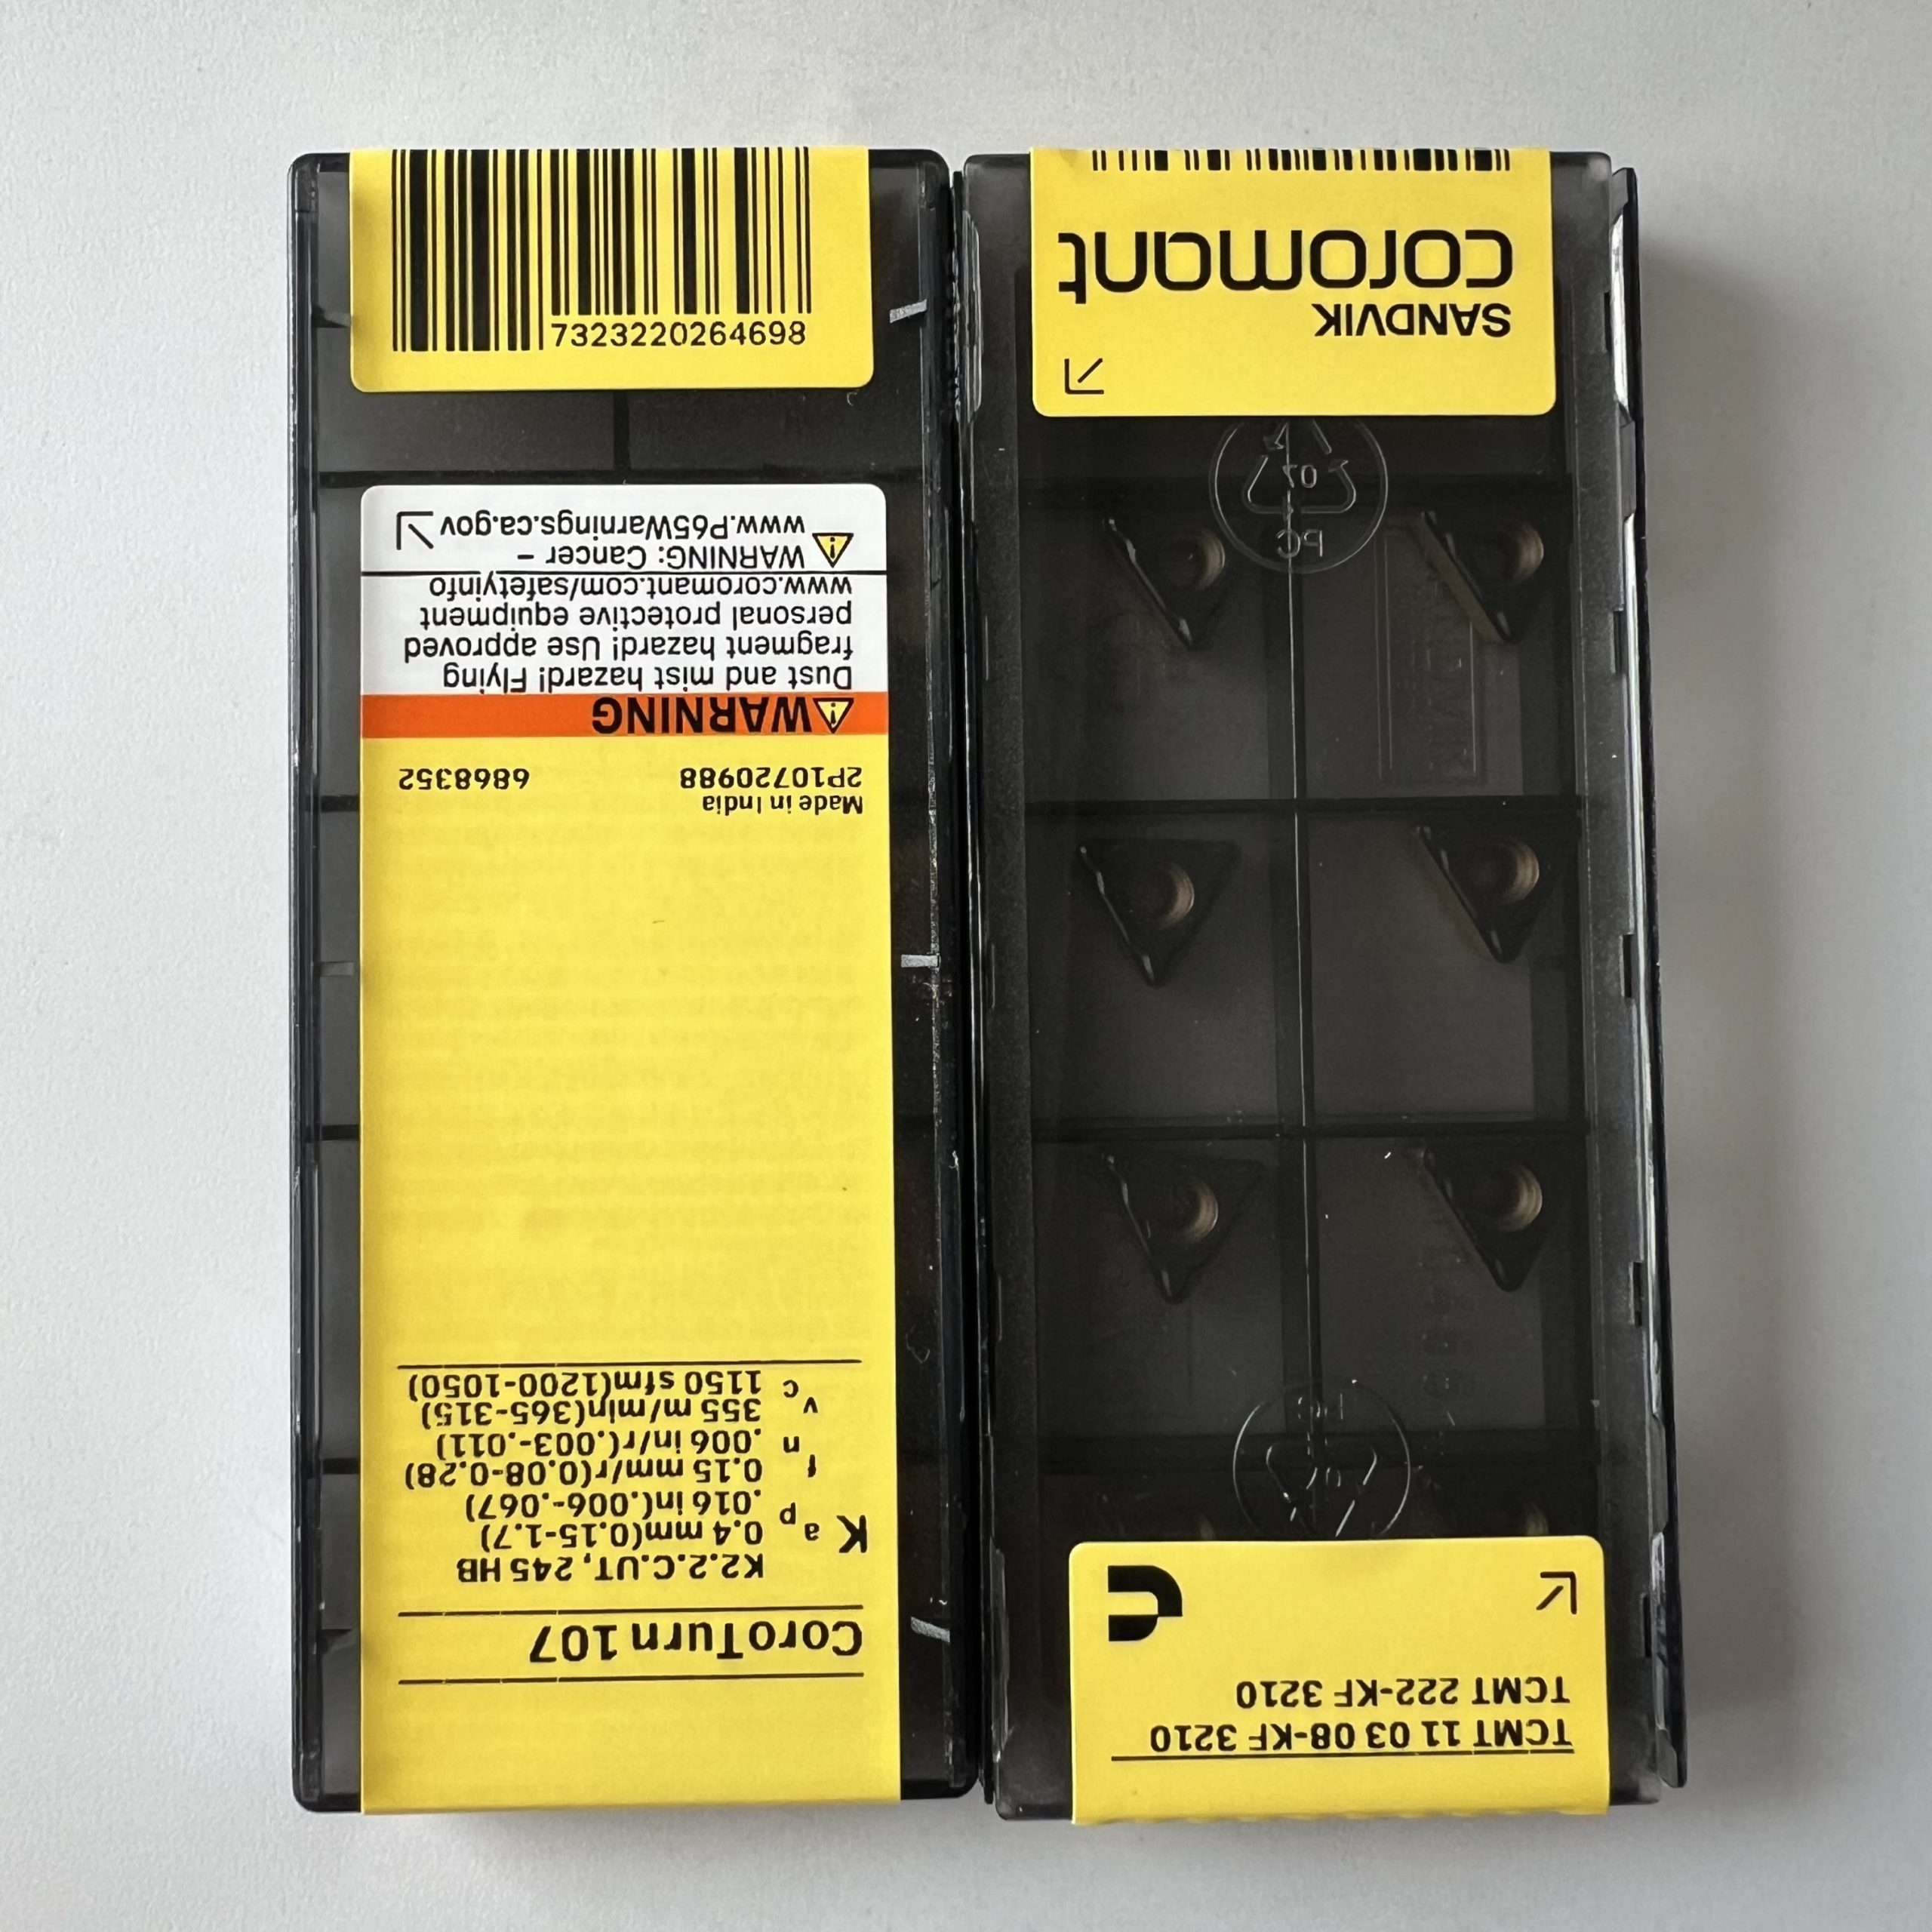 7323220264698
CoroTurn 107
K2.2.C.UT, 245 HB
K ap 0.4 mm(0.15-1.7)
.016 in(.006-.067)
fn 0.15 mm/r(0.08-0.28)
.006 in/r(.003-.011)
vc 355 m/min(365-315)
1150 sfm(1200-1050)
Made in India
2P10720988 6868352
WARNING
Dust and mist hazard! Flying
fragment hazard! Use approved
personal protective equipment
www.coromant.com/safetyinfo
WARNING: Cancer –
www.P65Warnings.ca.gov
TCMT 11 03 08-KF 3210
TCMT 222-KF 3210
SANDVIK
coromant
07
PC